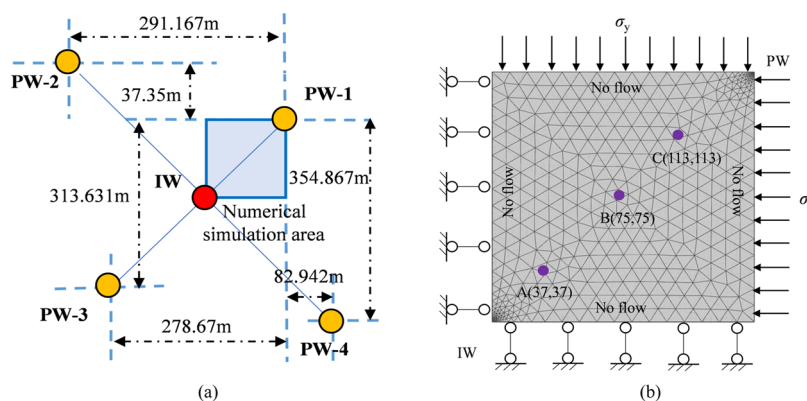 291.167m
PW-2
37.35m
PW-1
313.631m
354.867m
IW
Numerical
simulation area
82.942m
PW-3
278.67m
PW-4
(a)
σy
PW
No flow
C(113,113)
No flow
No flow
σ
B(75,75)
A(37,37)
No flow
IW
(b)